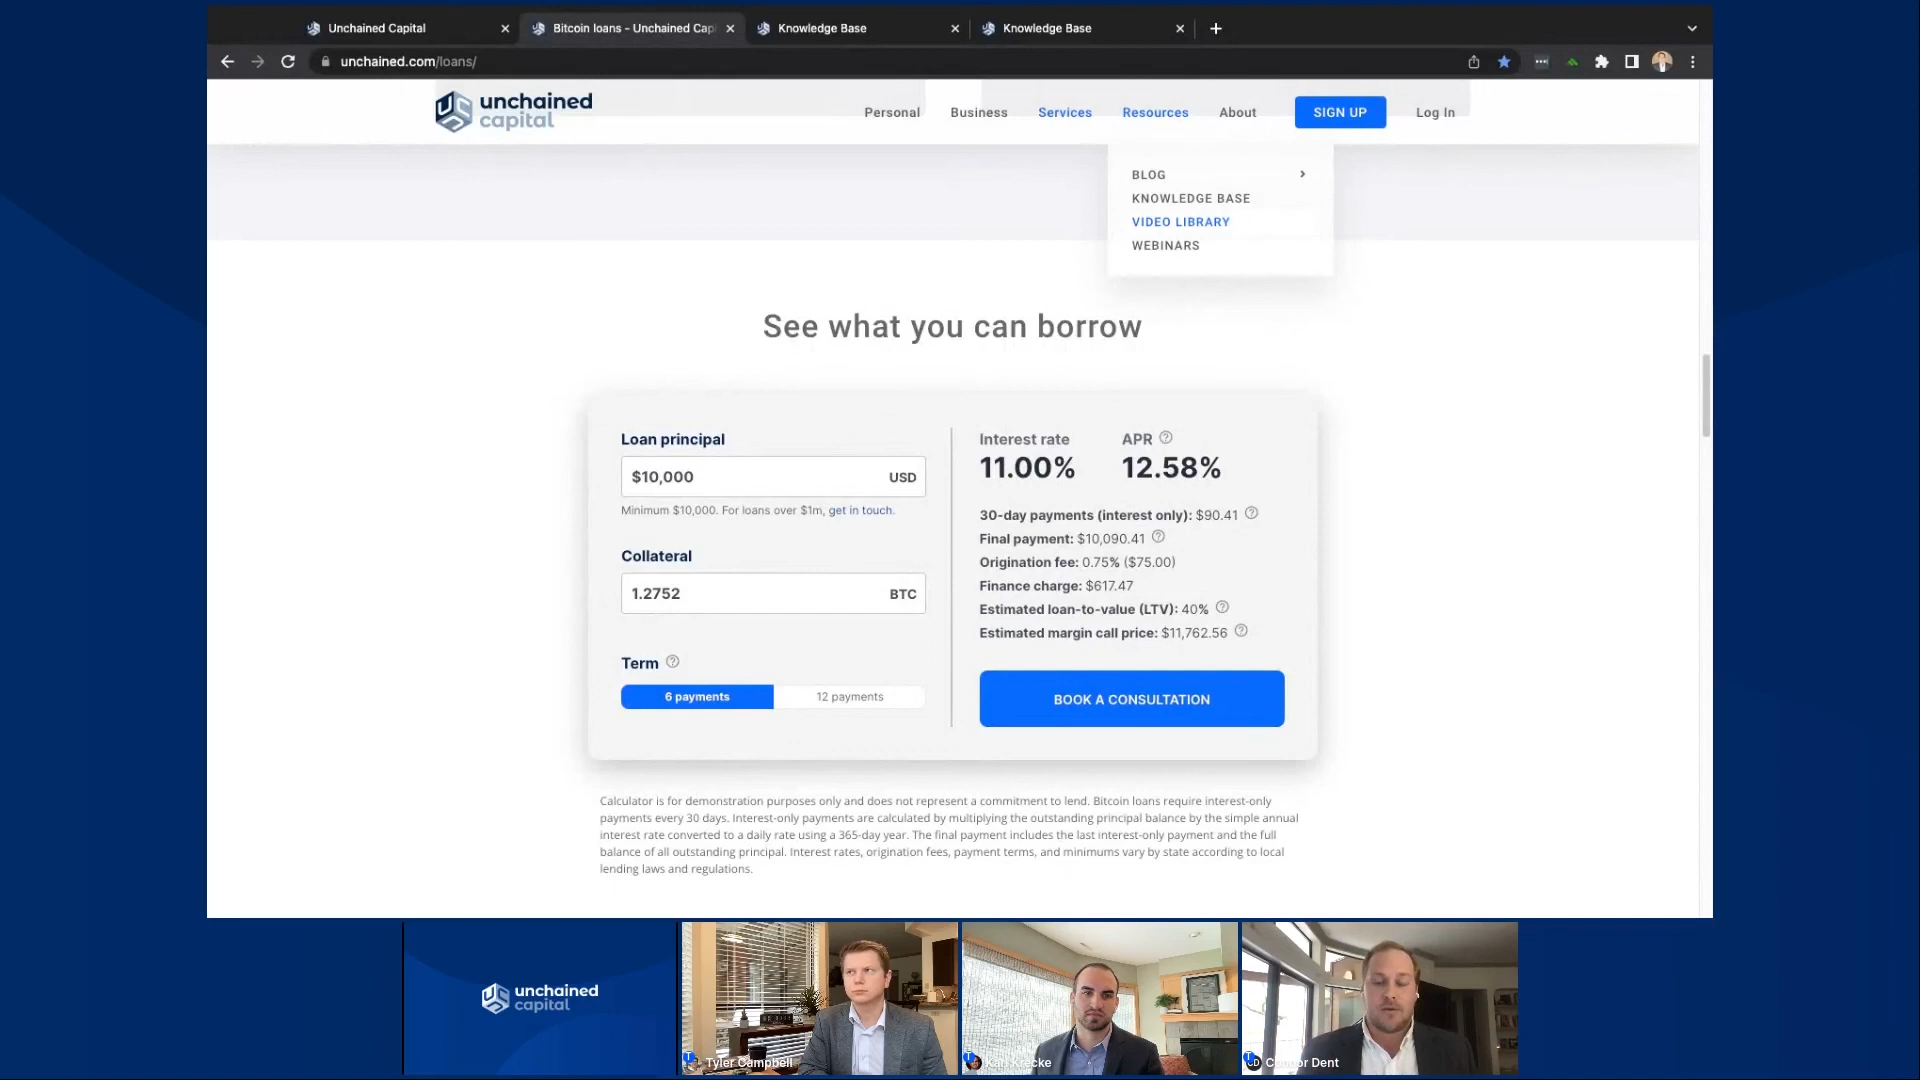 Unchained Capital
Bitcoin loans - Unchained Cap
Knowledge Base
Knowledge Base
unchained.com/loans/
unchained
capital
Personal
Business
Services
Resources
About
SIGN UP
Log In
BLOG
KNOWLEDGE BASE
VIDEO LIBRARY
WEBINARS
See what you can borrow
Loan principal
$10,000 USD
Minimum $10,000. For loans over $1m, get in touch.
Collateral
1.2752 BTC
Term
6 payments
12 payments
Interest rate
11.00%
APR
12.58%
30-day payments (interest only): $90.41
Final payment: $10,090.41
Origination fee: 0.75% ($75.00)
Finance charge: $617.47
Estimated loan-to-value (LTV): 40%
Estimated margin call price: $11,762.56
BOOK A CONSULTATION
Calculator is for demonstration purposes only and does not represent a commitment to lend. Bitcoin loans require interest-only
payments every 30 days. Interest-only payments are calculated by multiplying the outstanding principal balance by the simple annual
interest rate converted to a daily rate using a 365-day year. The final payment includes the last interest-only payment and the full
balance of all outstanding principal. Interest rates, origination fees, payment terms, and minimums vary by state according to local
lending laws and regulations.
unchained
capital
Tyler Campbell
Connor Dent